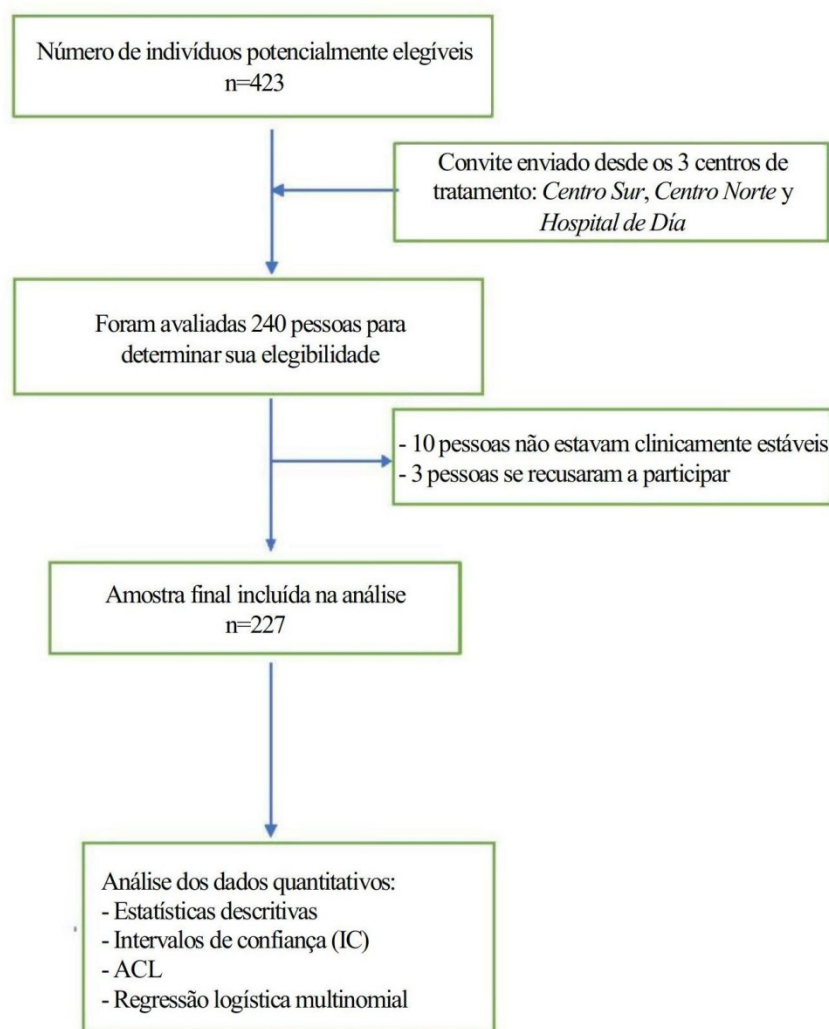 Número de indivíduos potencialmente elegíveis
n=423
Convite enviado desde os 3 centros de
tratamento: Centro Sur, Centro Norte y
Hospital de Día
Foram avaliadas 240 pessoas para
determinar sua elegibilidade
- 10 pessoas não estavam clinicamente estáveis
- 3 pessoas se recusaram a participar
Amostra final incluída na análise
n=227
Análise dos dados quantitativos:
- Estatísticas descritivas
- Intervalos de confiança (IC)
- ACL
- Regressão logística multinomial